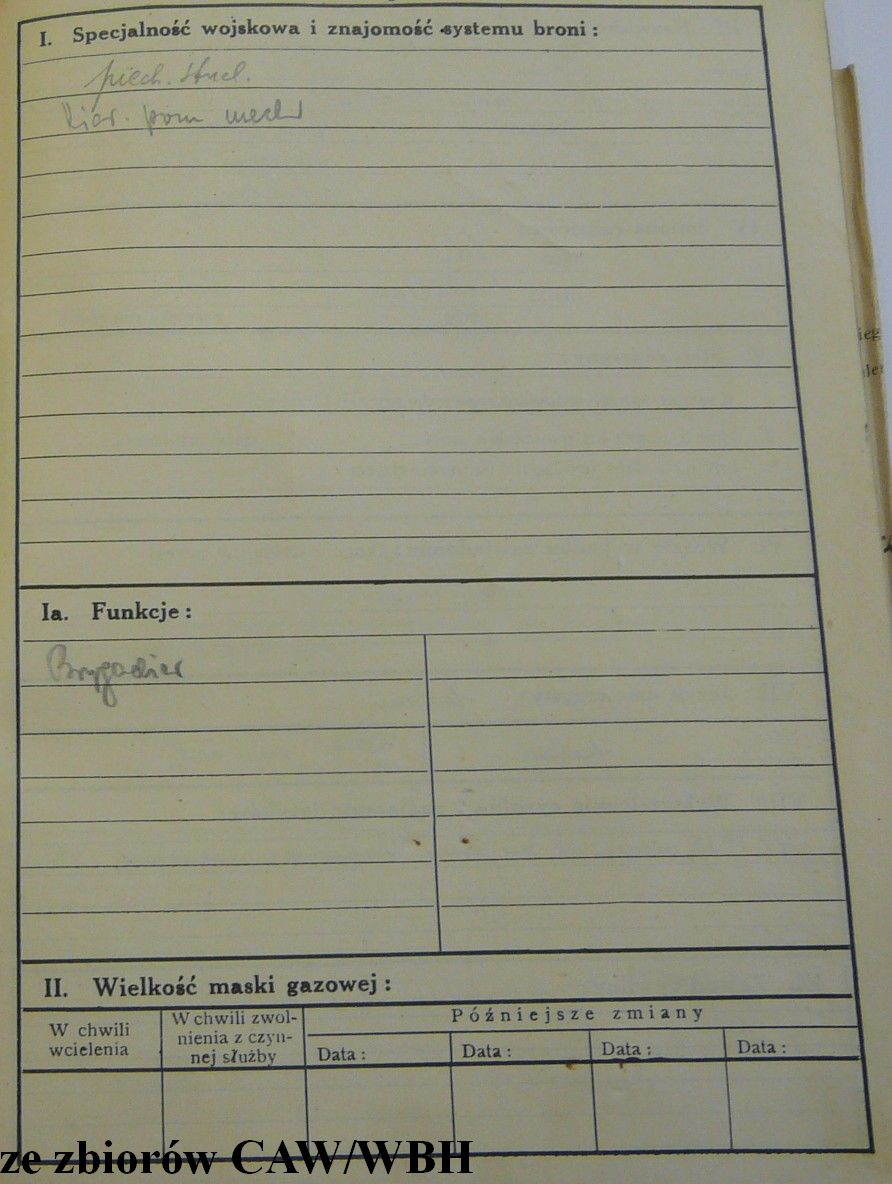 I. Specjalność wojskowa i znajomość systemu broni :
piech. strzel.
Kier. pom mech
Ia. Funkcje :
Brygadier
II. Wielkość maski gazowej :
W chwili
wcielenia
W chwili zwol-
nienia z czyn-
nej służby
Późniejsze zmiany
Data :
Data :
Data :
Data :
ieg
ze zbiorów CAW/WBH